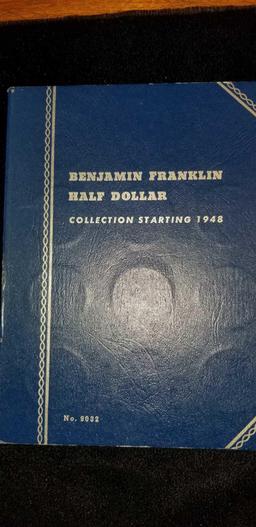 BENJAMIN FRANKLIN
HALF DOLLAR
COLLECTION STARTING 1948
No. 9032